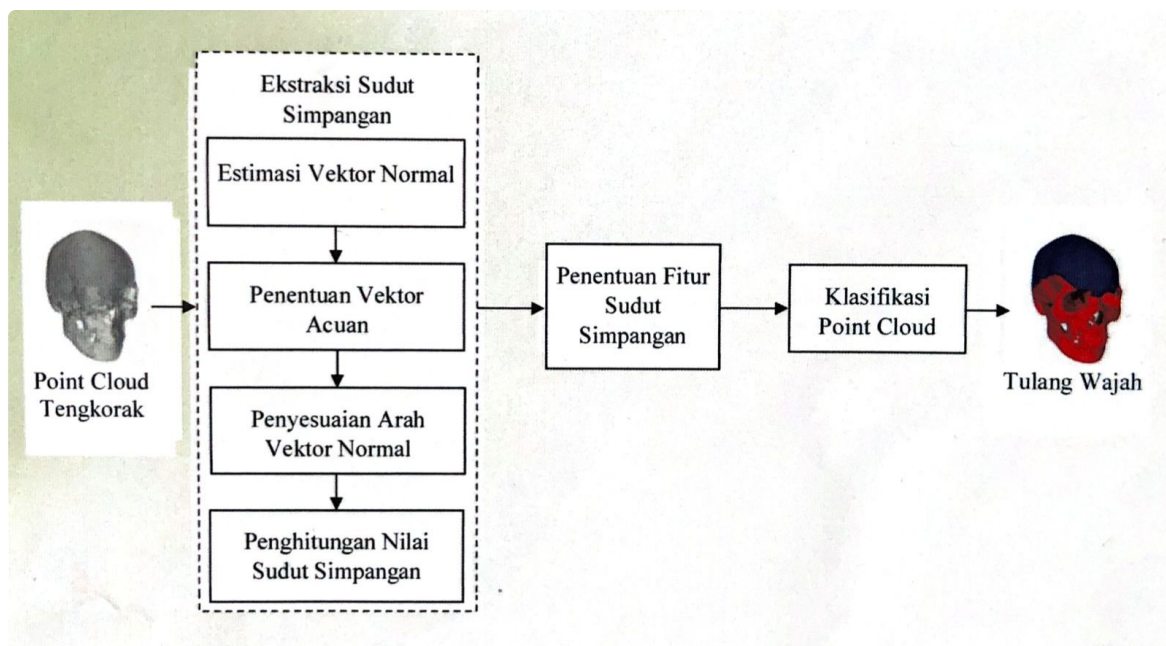 Ekstraksi Sudut
Simpangan
Estimasi Vektor Normal
Penentuan Vektor
Acuan
Penyesuaian Arah
Vektor Normal
Penghitungan Nilai
Sudut Simpangan
Point Cloud
Tengkorak
Penentuan Fitur
Sudut
Simpangan
Klasifikasi
Point Cloud
Tulang Wajah